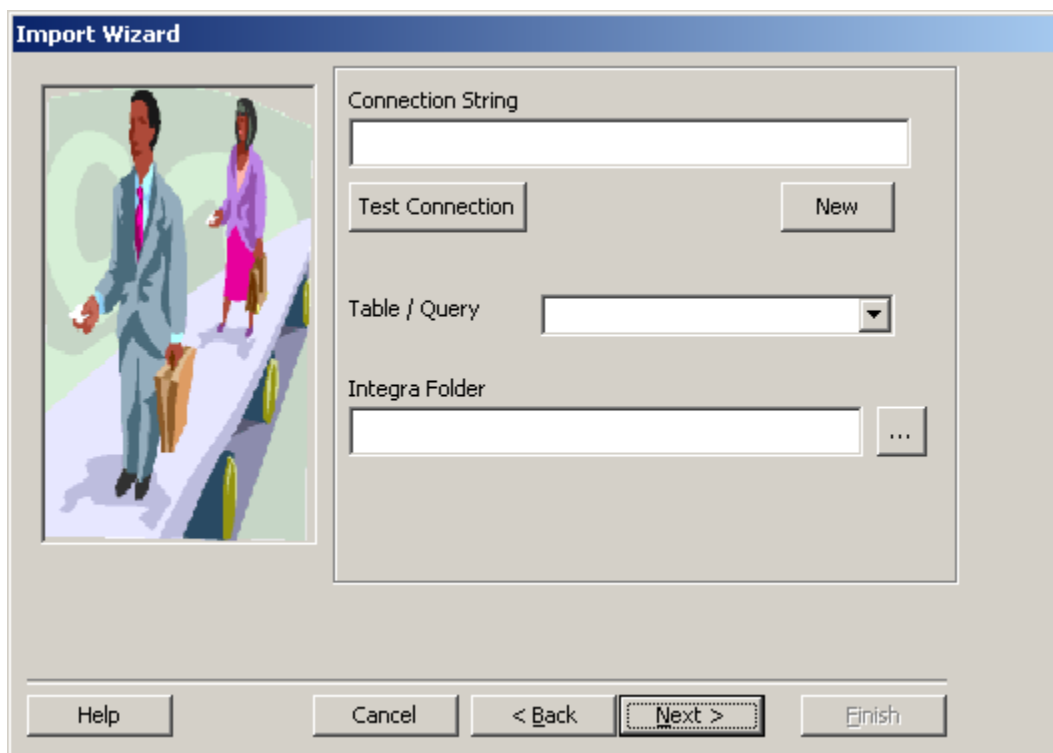 Import Wizard
Connection String
Test Connection New
Table / Query
Integra Folder
...
Help Cancel < Back Next > Finish